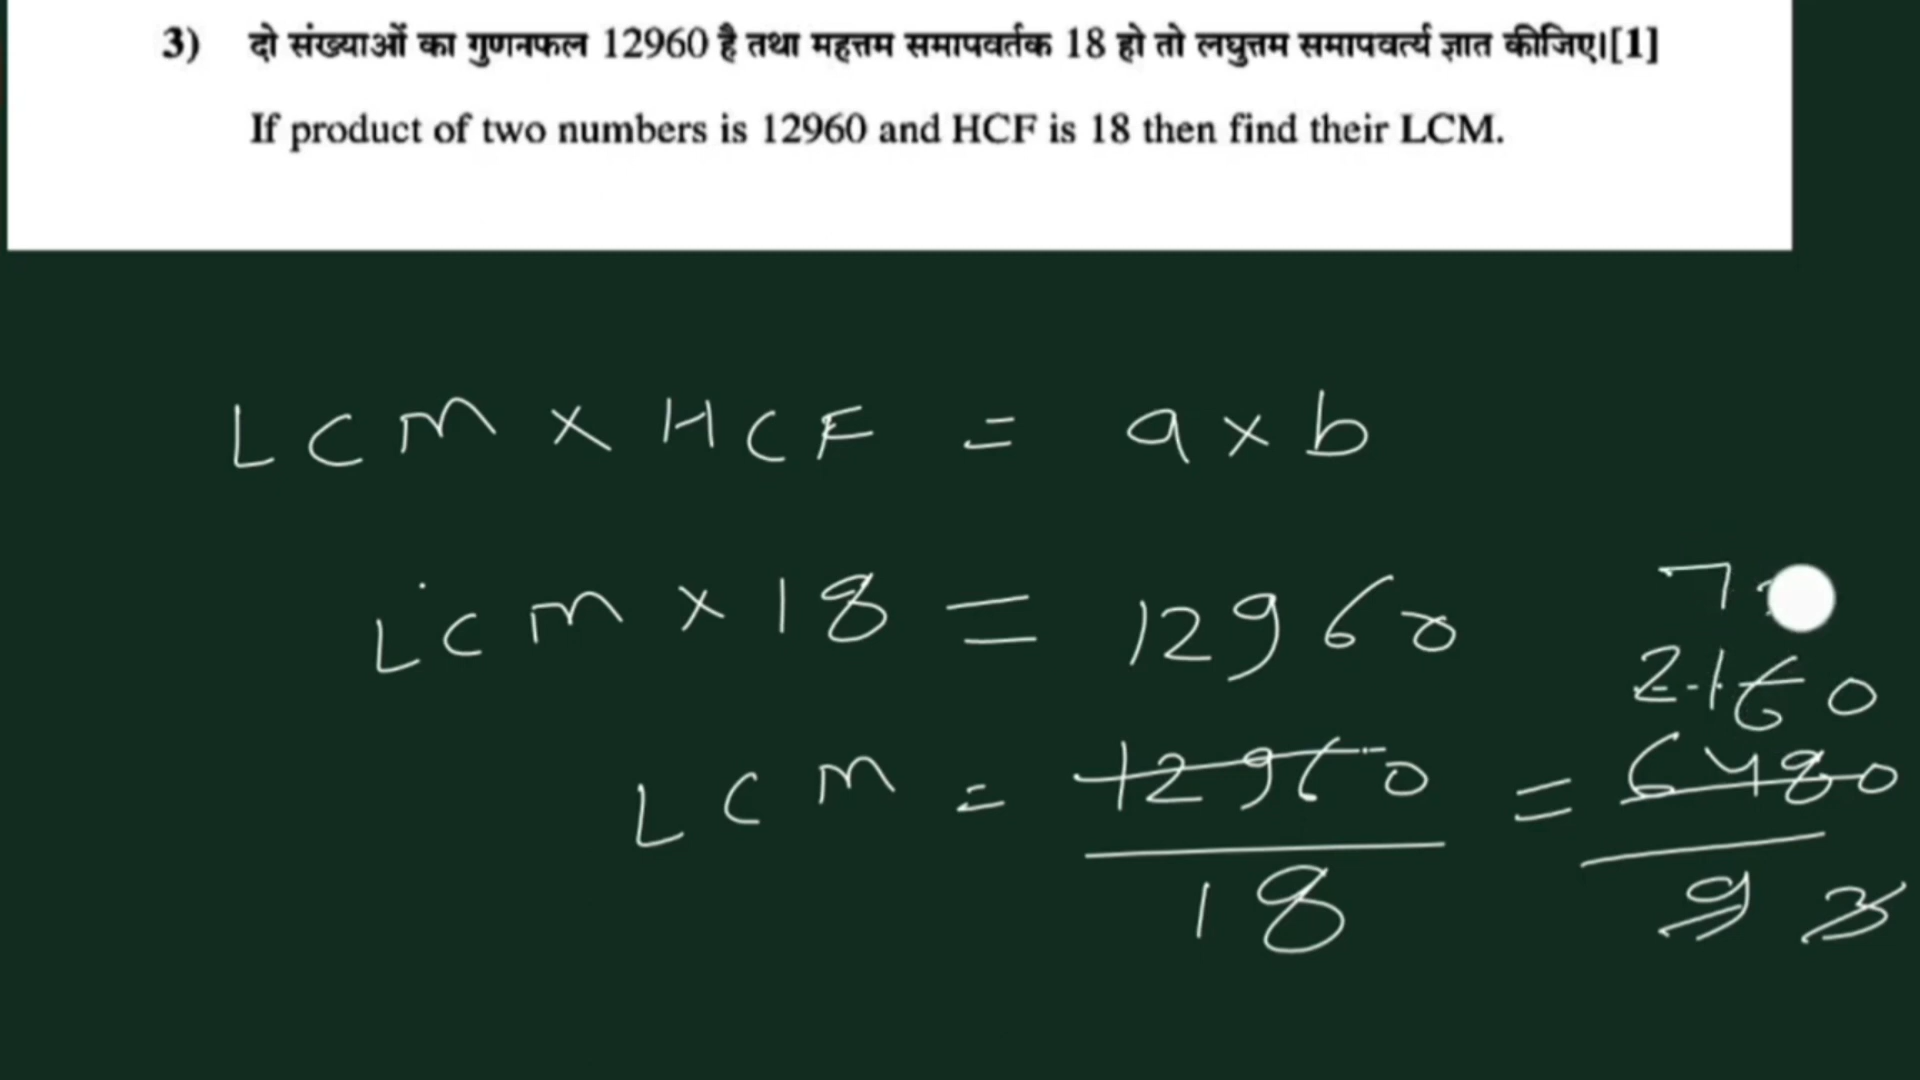 3) दो संख्याओं का गुणनफल 12960 है तथा महत्तम समापवर्तक 18 हो तो लघुत्तम समापवर्त्य ज्ञात कीजिए।[1]
If product of two numbers is 12960 and HCF is 18 then find their LCM.
LCM × HCF = a × b
LCM × 18 = 12960
7
2160
LCM = 12960 = 6480
18 9 3